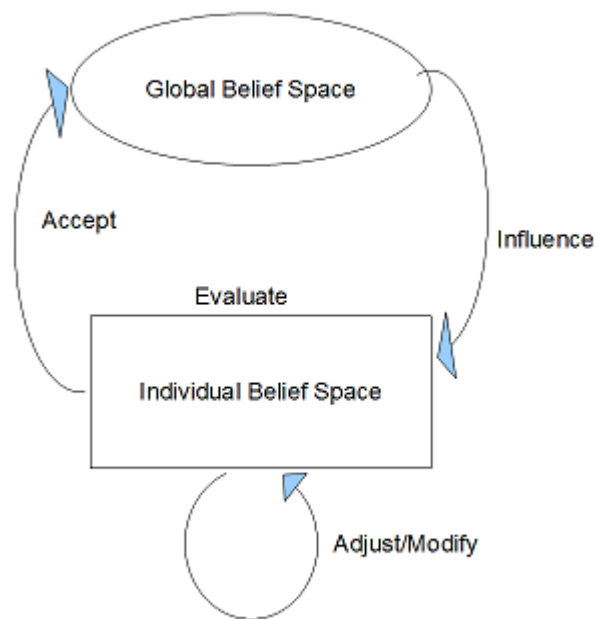 Global Belief Space
Accept
Influence
Evaluate
Individual Belief Space
Adjust/Modify